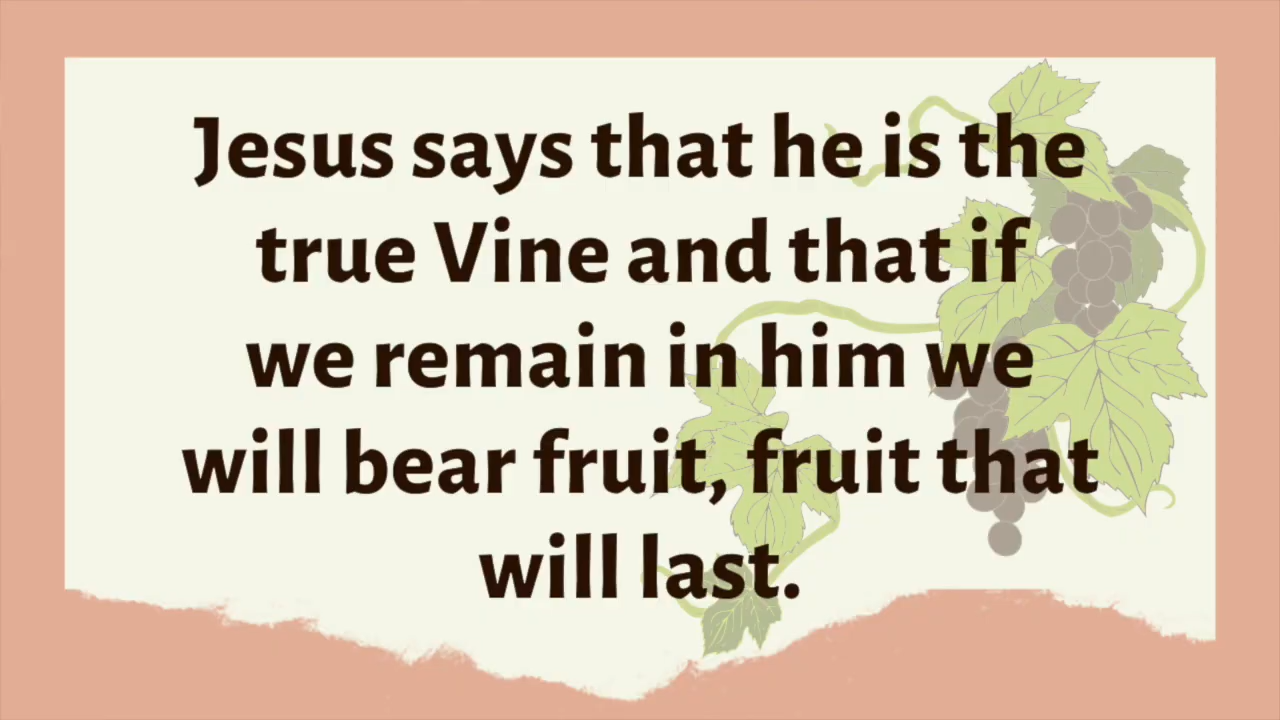 Jesus says that he is the
true Vine and that if
we remain in him we
will bear fruit, fruit that
will last.